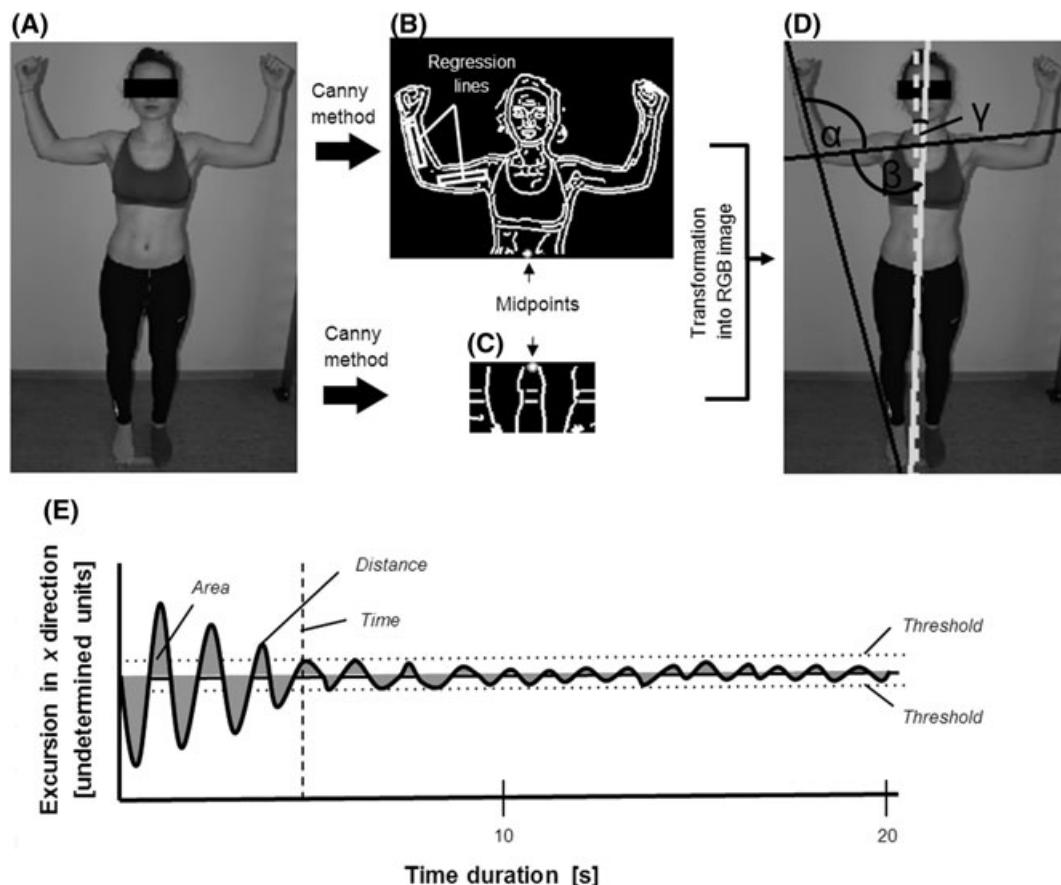 (A)
Canny
method
(B)
Regression
lines
Midpoints
Canny
method
(C)
Transformation
into RGB image
(D)
α
β
γ
(E)
Excursion in x direction
[undetermined units]
Area
Distance
Time
Threshold
Threshold
10
20
Time duration [s]